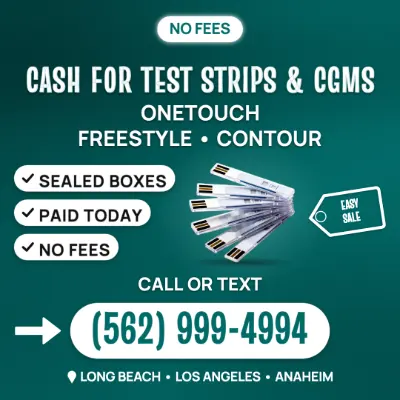 NO FEES
CASH FOR TEST STRIPS & CGMS
ONETOUCH
FREESTYLE • CONTOUR
SEALED BOXES
PAID TODAY
NO FEES
EASY
SALE
CALL OR TEXT
(562) 999-4994
LONG BEACH • LOS ANGELES • ANAHEIM